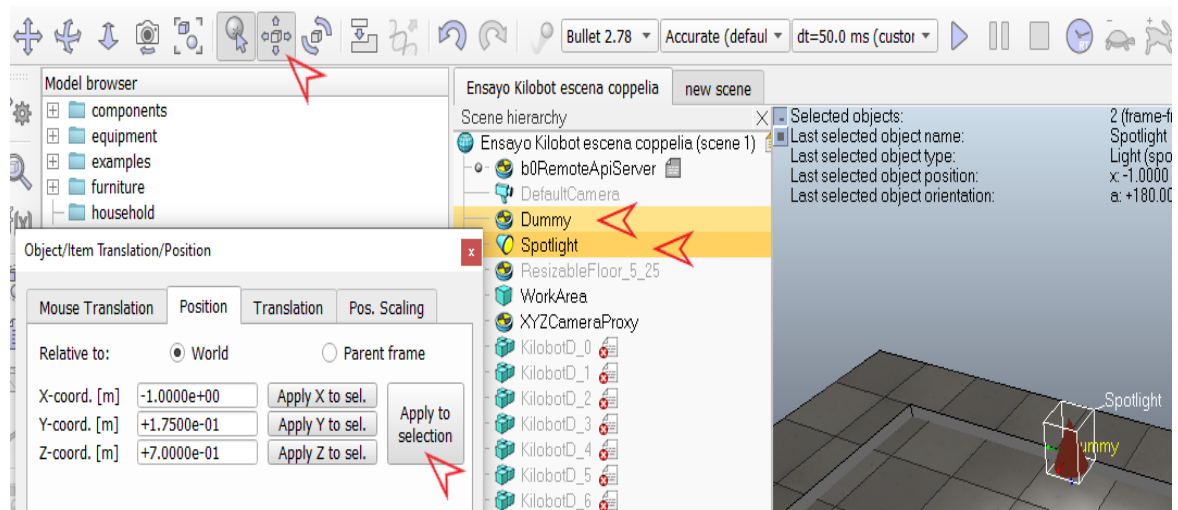 Bullet 2.78
Accurate (defaul
dt=50.0 ms (custor
Model browser
components
equipment
examples
furniture
household
Ensayo Kilobot escena coppelia
new scene
Scene hierarchy
Ensayo Kilobot escena coppelia (scene 1)
b0RemoteApiServer
DefaultCamera
Dummy
Spotlight
ResizableFloor_5_25
WorkArea
XYZCameraProxy
KilobotD_0
KilobotD_1
KilobotD_2
KilobotD_3
KilobotD_4
KilobotD_5
KilobotD_6
Object/Item Translation/Position
Mouse Translation Position Translation Pos. Scaling
Relative to: World Parent frame
X-coord. [m] -1.0000e+00 Apply X to sel.
Y-coord. [m] +1.7500e-01 Apply Y to sel.
Z-coord. [m] +7.0000e-01 Apply Z to sel.
Apply to
selection
Selected objects: 2 (frame-fr
Last selected object name: Spotlight
Last selected object type: Light (spo
Last selected object position: x: -1.0000
Last selected object orientation: a: +180.00
Spotlight
ummy